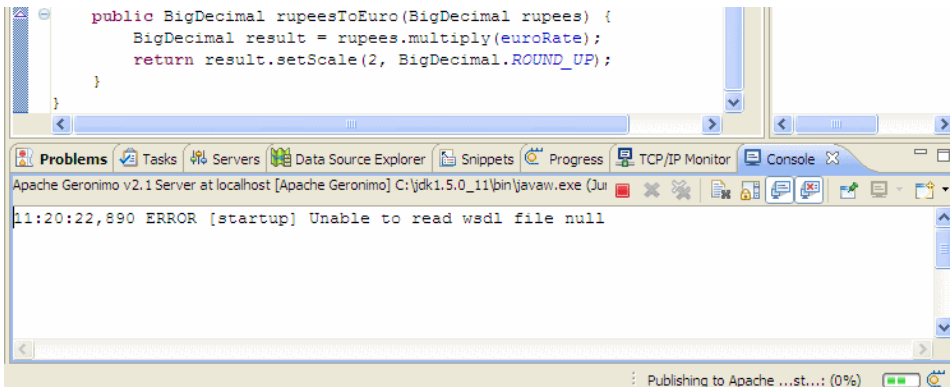 public BigDecimal rupeesToEuro(BigDecimal rupees) {
BigDecimal result = rupees.multiply(euroRate);
return result.setScale(2, BigDecimal.ROUND_UP);
}
}
Problems Tasks Servers Data Source Explorer Snippets Progress TCP/IP Monitor Console
Apache Geronimo v2.1 Server at localhost [Apache Geronimo] C:\jdk1.5.0_11\bin\javaw.exe (Jur
11:20:22,890 ERROR [startup] Unable to read wsdl file null
Publishing to Apache ...st...: (0%)